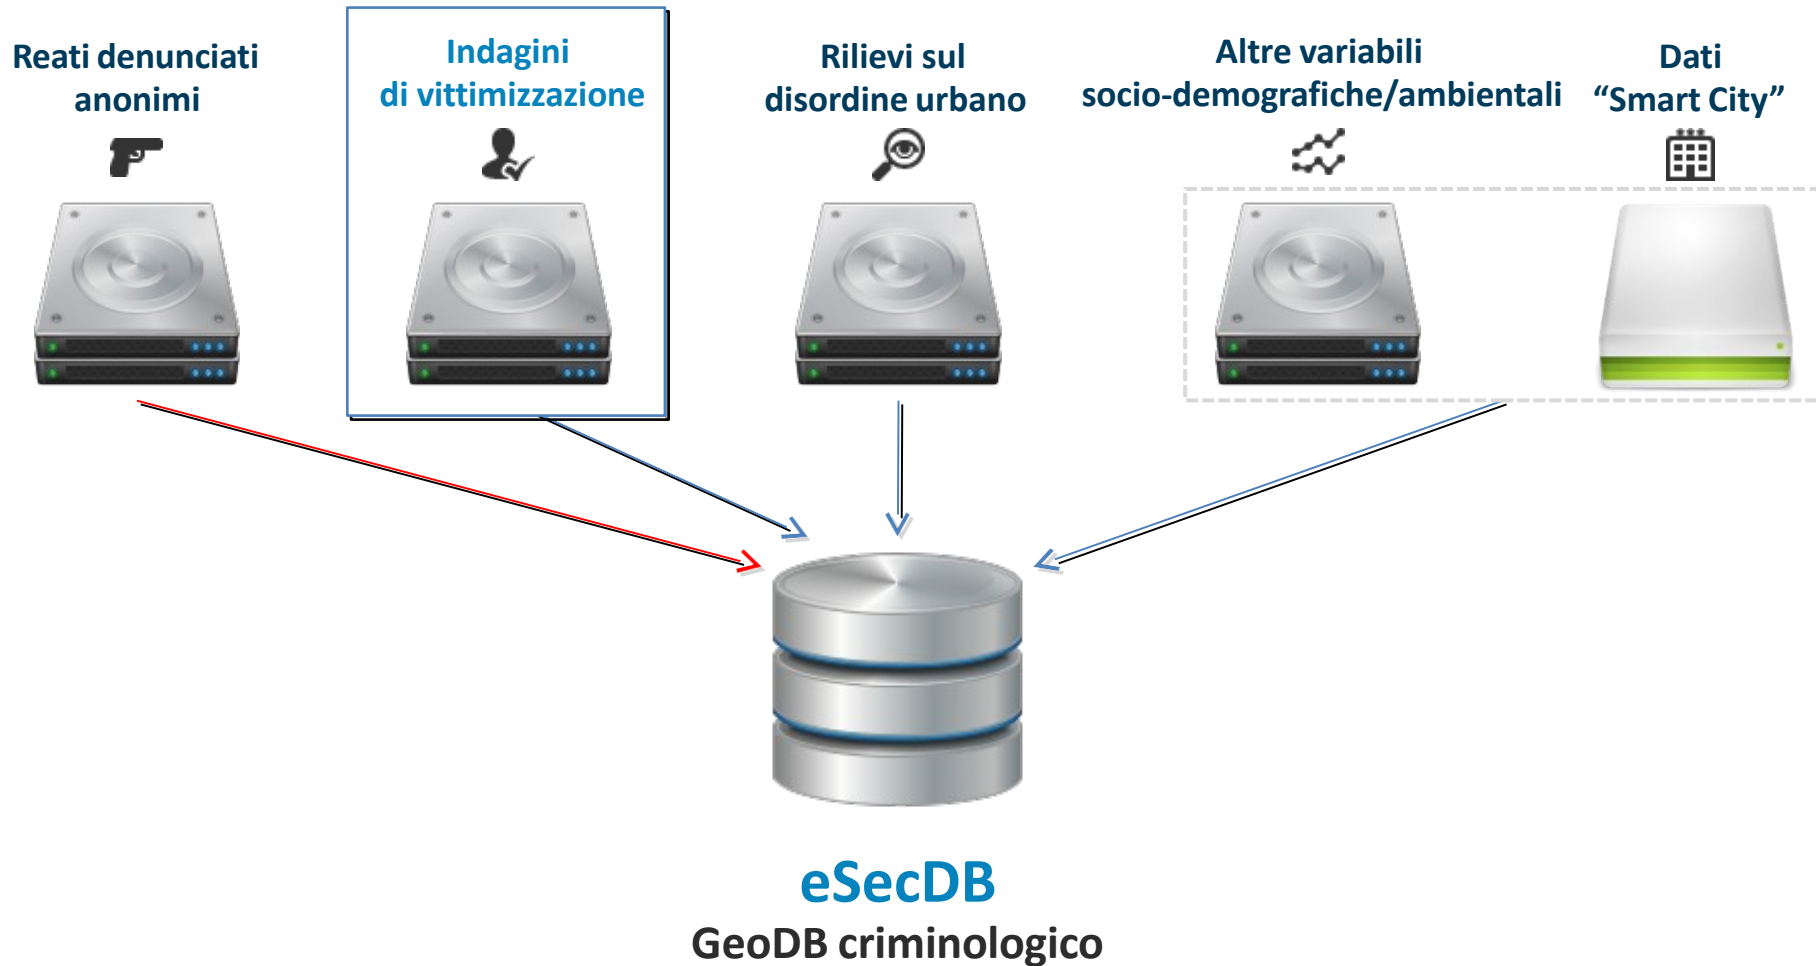 Reati denunciati
anonimi
Indagini
di vittimizzazione
Rilievi sul
disordine urbano
Altre variabili
socio-demografiche/ambientali
Dati
“Smart City”
eSecDB
GeoDB criminologico